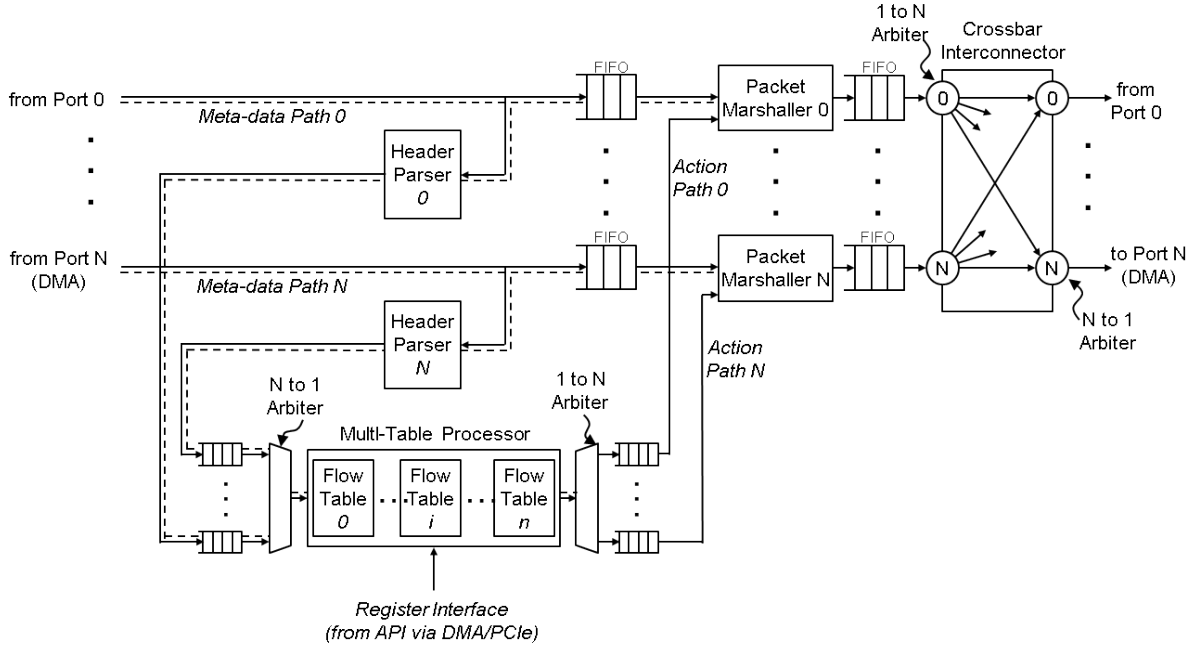 1 to N
Arbiter
Crossbar
Interconnector
FIFO
FIFO
from Port 0
Meta-data Path 0
Packet
Marshaller 0
0
0
from
Port 0
Header
Parser
0
Action
Path 0
FIFO
FIFO
from Port N
(DMA)
Meta-data Path N
Packet
Marshaller N
N
N
to Port N
(DMA)
Header
Parser
N
Action
Path N
N to 1
Arbiter
N to 1
Arbiter
1 to N
Arbiter
Multi-Table Processor
Flow
Table
0
Flow
Table
i
Flow
Table
n
Register Interface
(from API via DMA/PCIe)